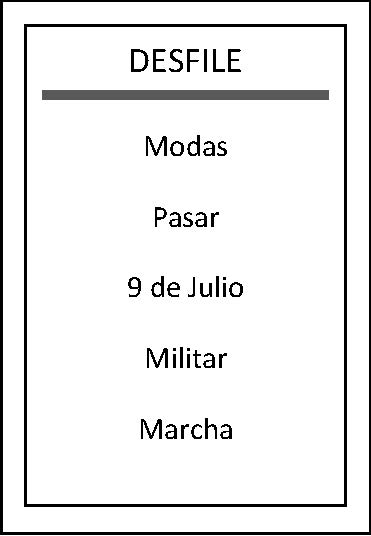 DESFILE
Modas
Pasar
9 de Julio
Militar
Marcha